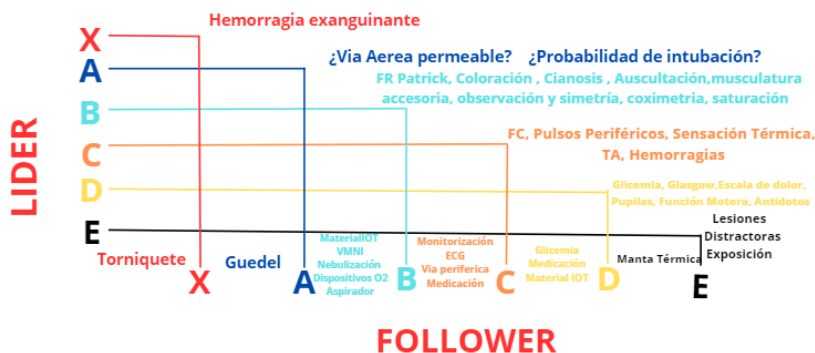 Hemorragia exanguinante
X
A
¿Via Aerea permeable? ¿Probabilidad de intubación?
FR Patrick, Coloración , Cianosis , Auscultación,musculatura
accesoria, observación y simetría, coximetria, saturación
B
FC, Pulsos Periféricos, Sensación Térmica,
TA, Hemorragias
C
D
Glicemia, Glasgow,Escala de dolor,
Pupilas, Función Motora, Antidotos
E
Lesiones
Distractoras
Exposición
LIDER
Torniquete
X
Guedel
A
MaterialIOT
VMNI
Nebulización
Dispositivos O2
Aspirador
B
Monitorización
ECG
Via periferica
Medicación
C
Glicemia
Medicación
Material IOT
D
Manta Térmica
E
FOLLOWER